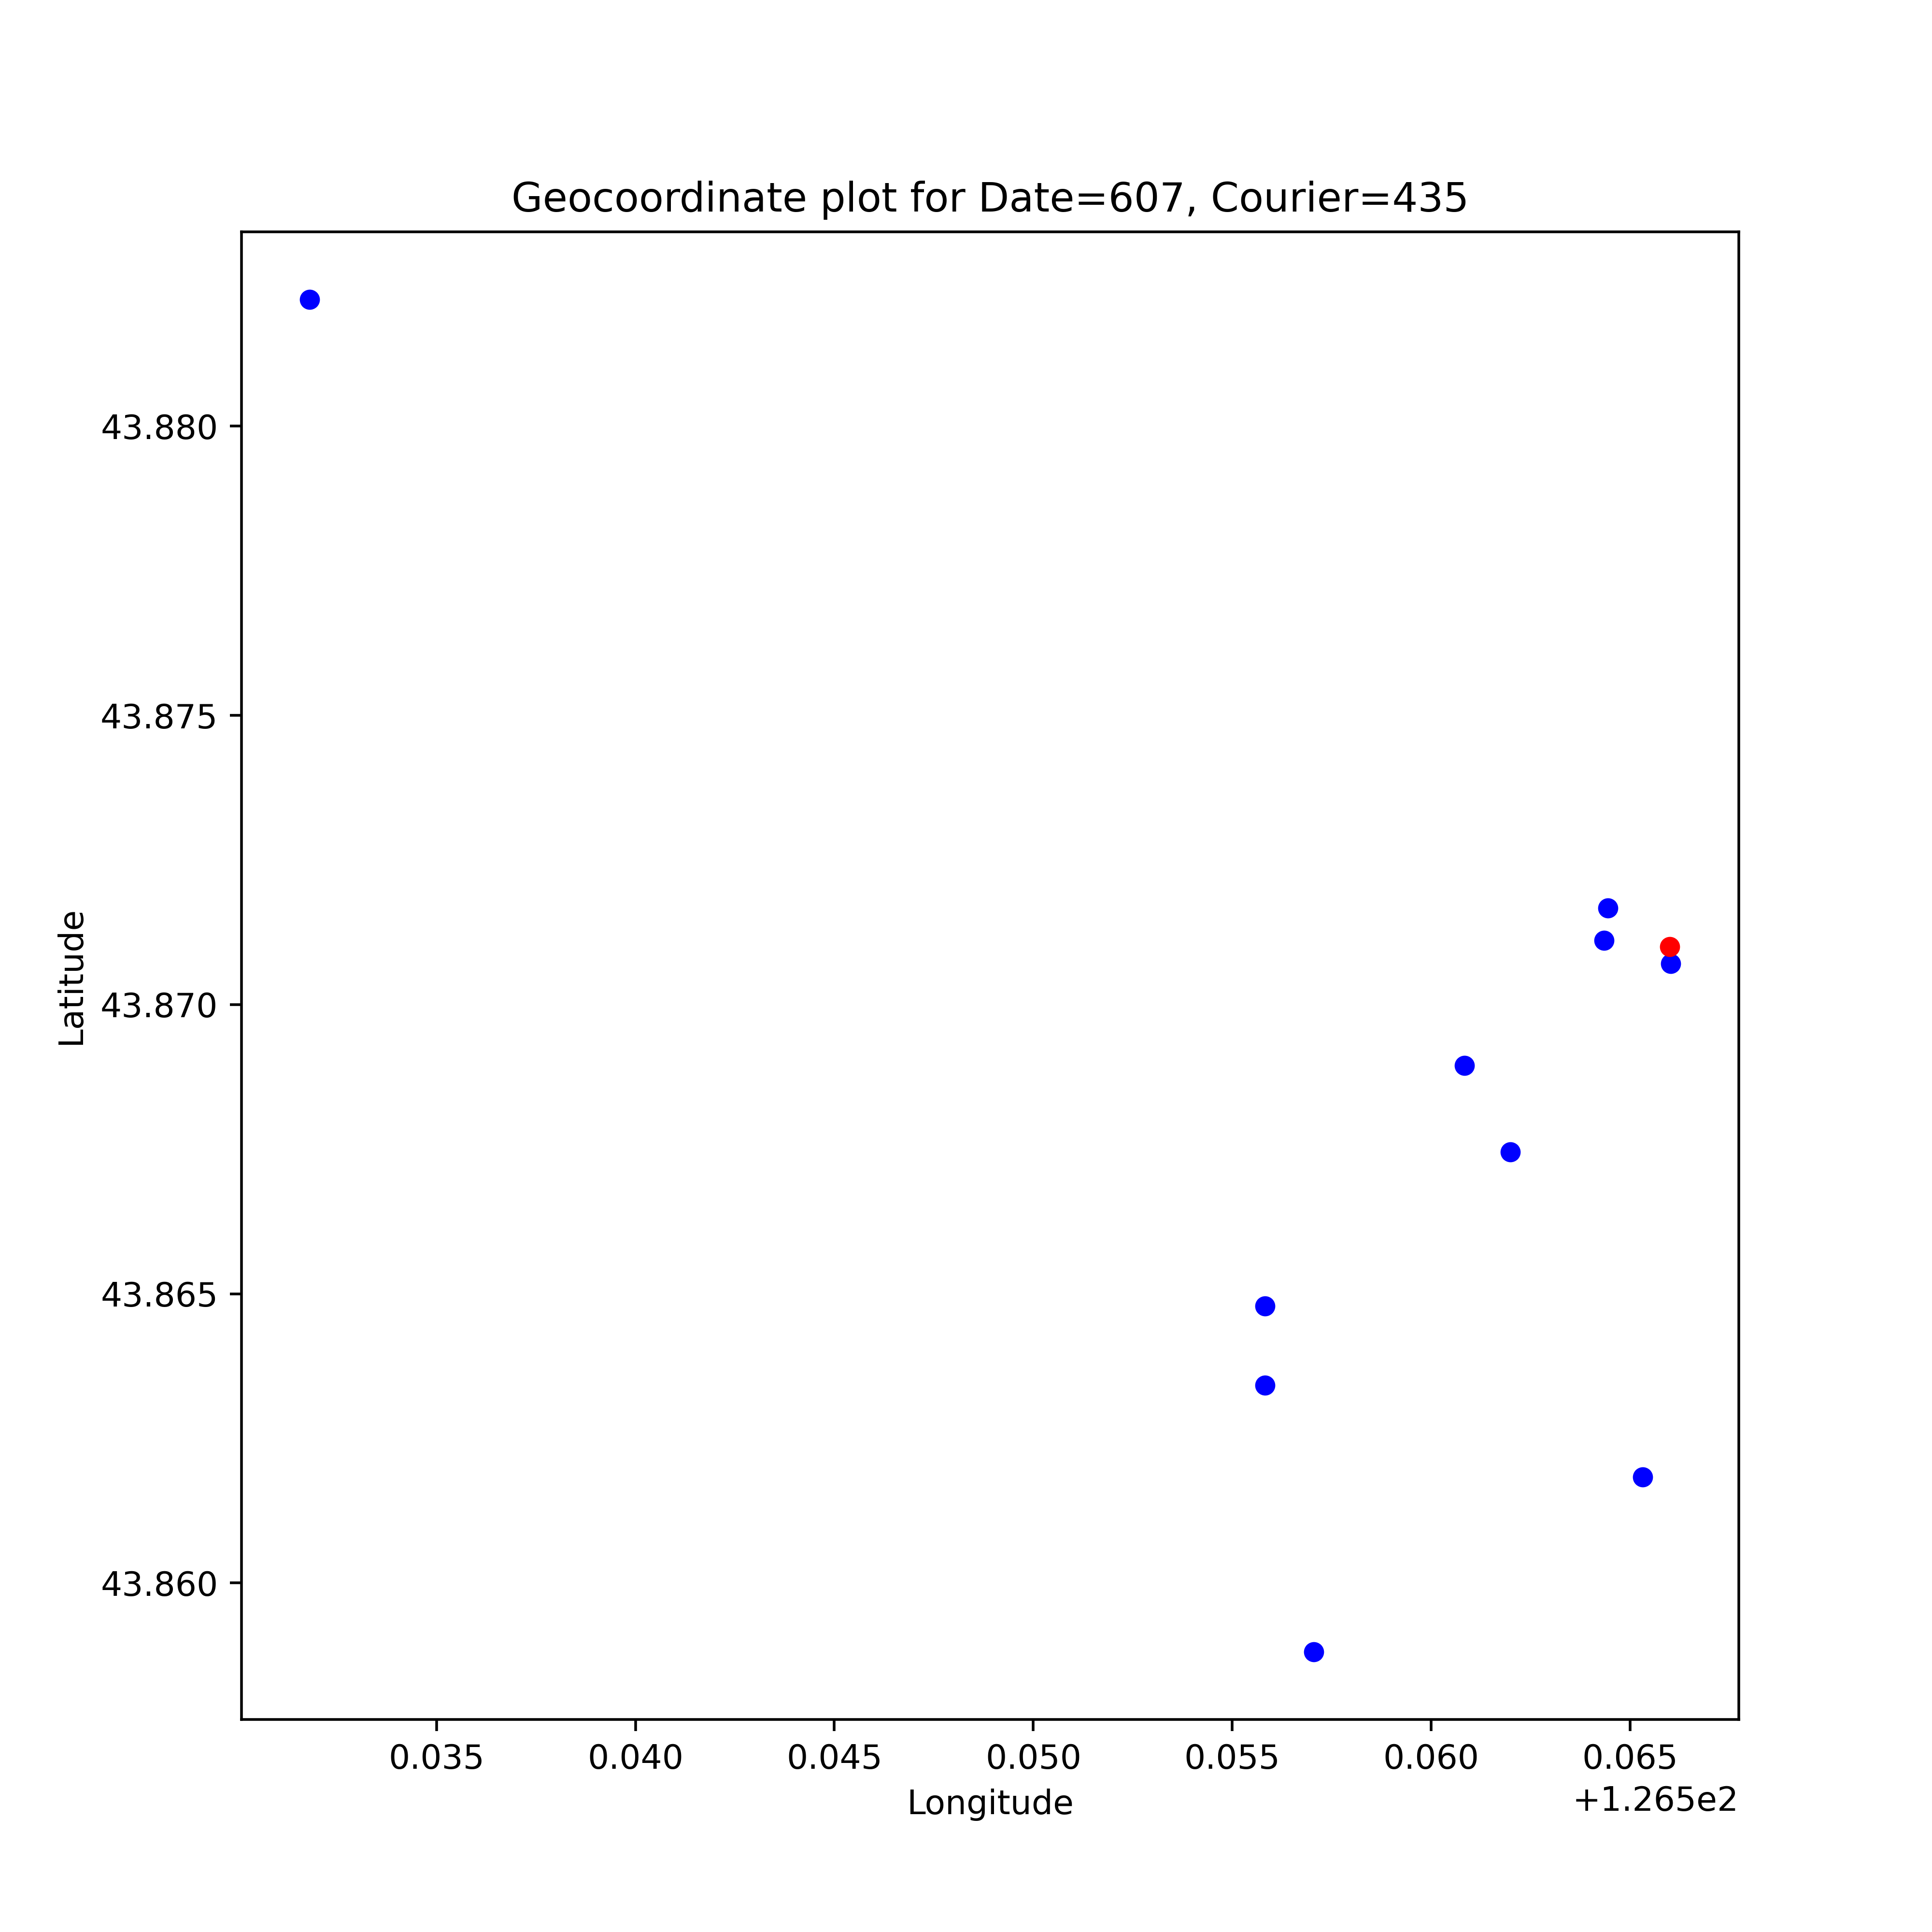 Geocoordinate plot for Date=607, Courier=435
43.880
43.875
43.870
43.865
43.860
Latitude
0.035 0.040 0.045 0.050 0.055 0.060 0.065
Longitude
+1.265e2